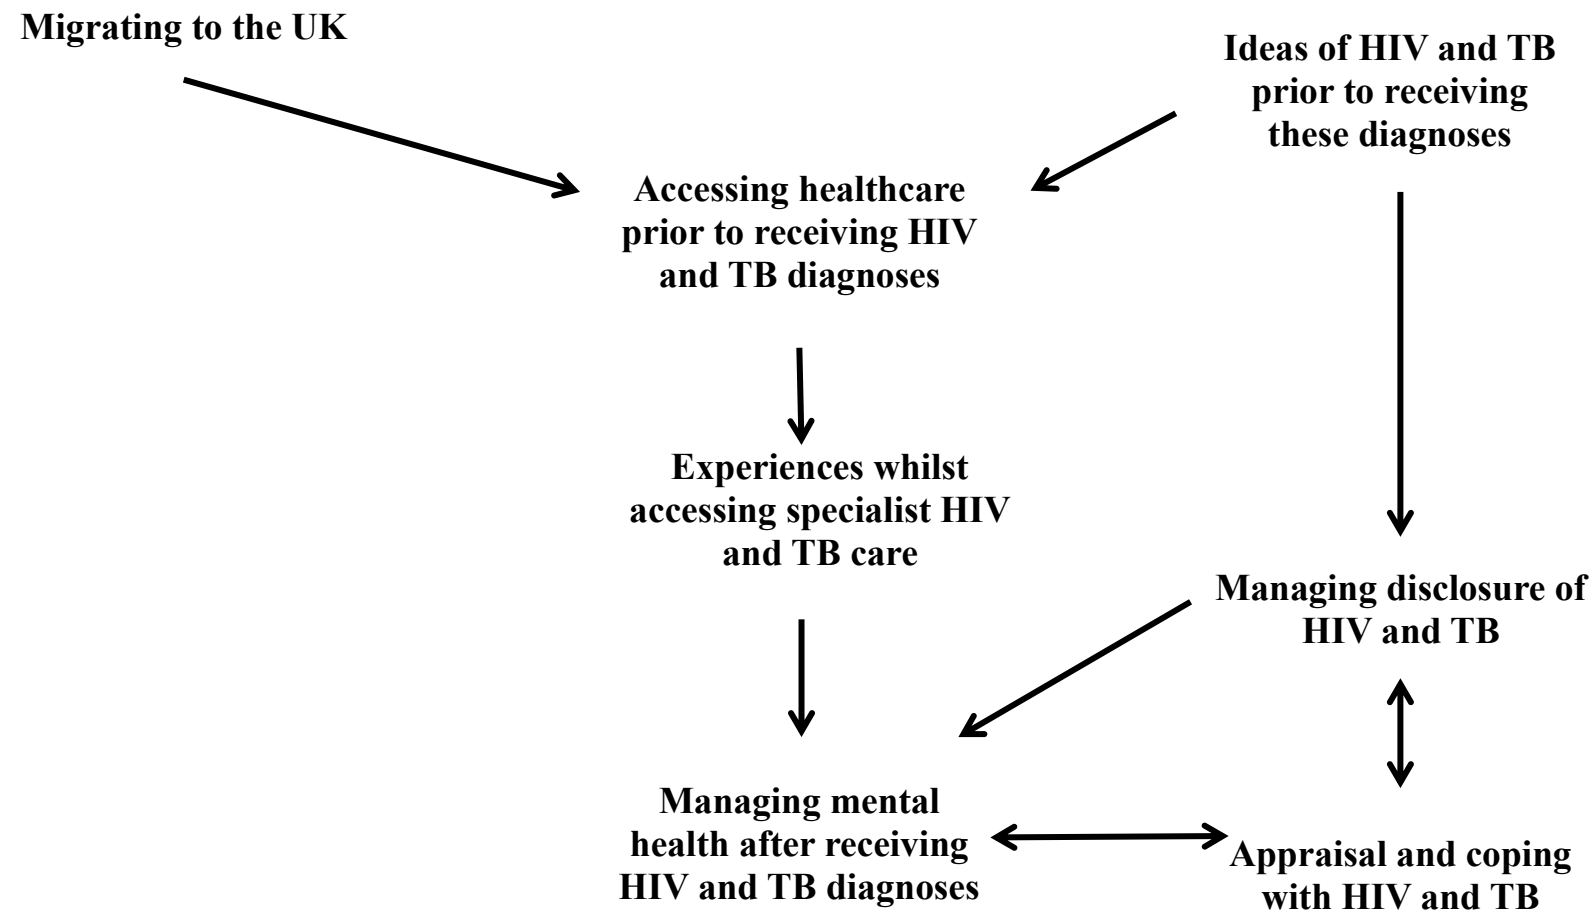 Migrating to the UK
Ideas of HIV and TB
prior to receiving
these diagnoses
Accessing healthcare
prior to receiving HIV
and TB diagnoses
Experiences whilst
accessing specialist HIV
and TB care
Managing disclosure of
HIV and TB
Managing mental
health after receiving
HIV and TB diagnoses
Appraisal and coping
with HIV and TB